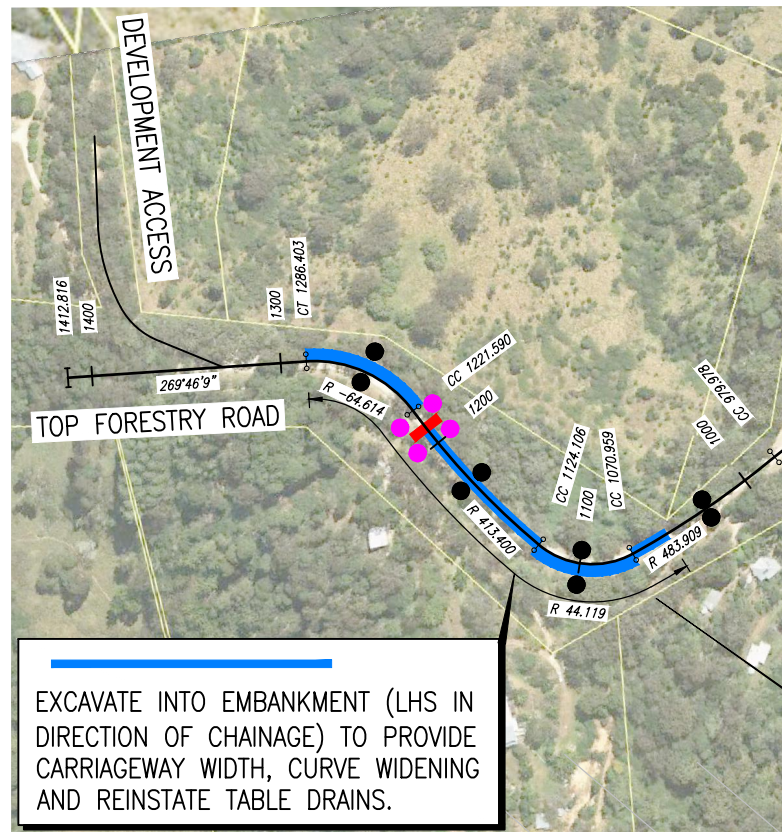 DEVELOPMENT ACCESS
1412.816
1400
1300
CT 1286.403
269°46'9"
TOP FORESTRY ROAD
R -64.614
CC 1221.590
1200
CC 1124.106
1100
CC 1070.959
CC 979.978
1000
R 413.400
R 483.909
R 44.119
EXCAVATE INTO EMBANKMENT (LHS IN
DIRECTION OF CHAINAGE) TO PROVIDE
CARRIAGEWAY WIDTH, CURVE WIDENING
AND REINSTATE TABLE DRAINS.